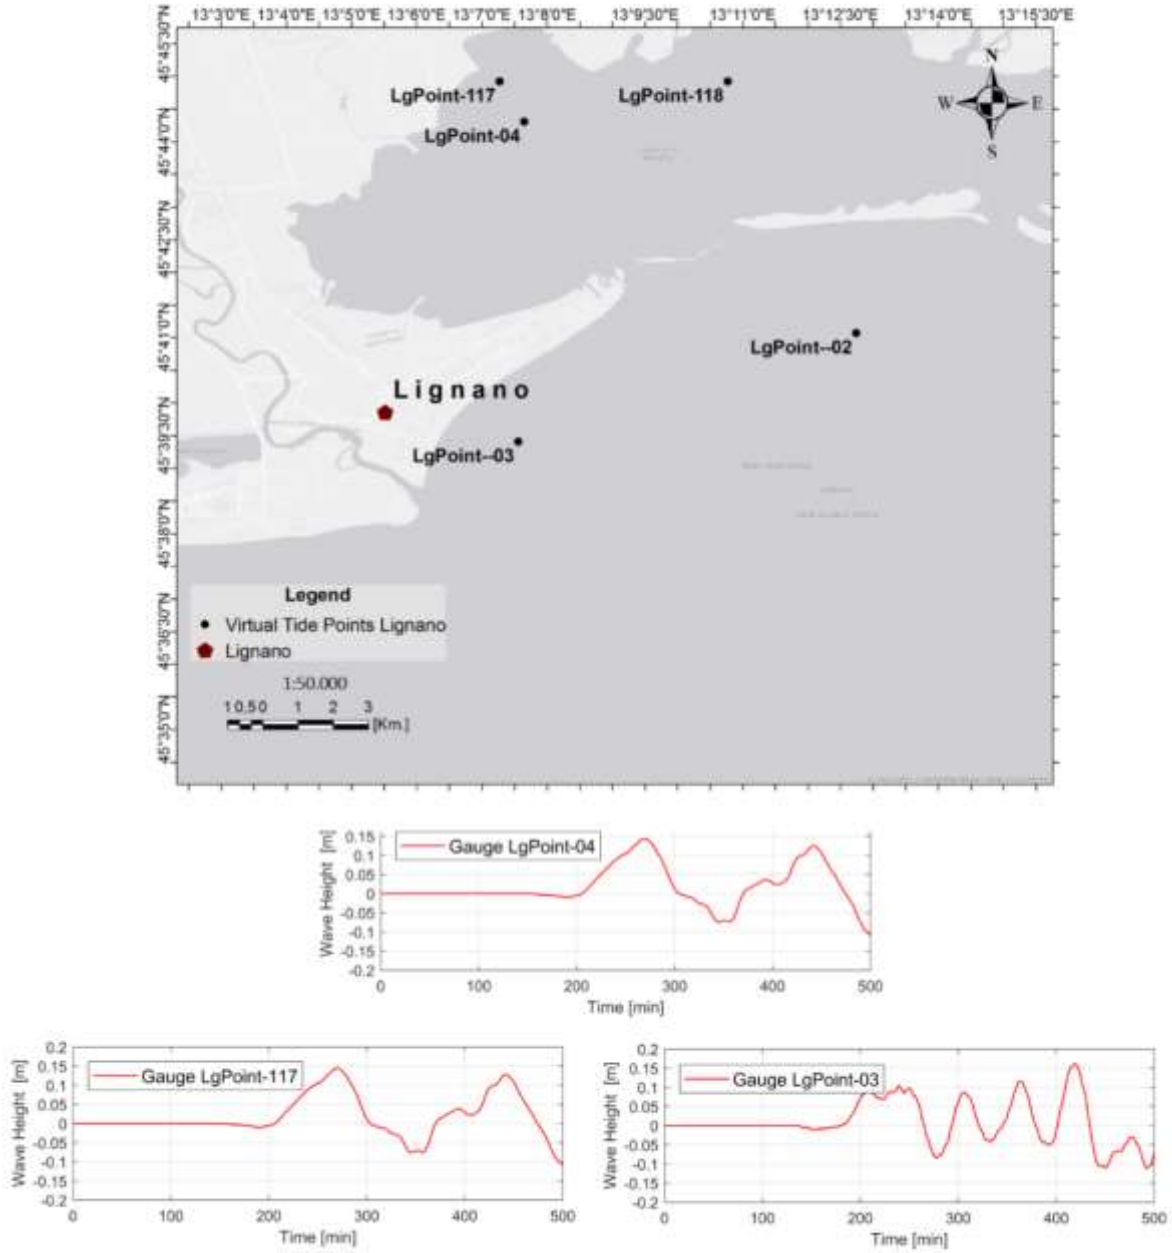 13°3'0"E 13°4'0"E 13°5'0"E 13°6'0"E 13°7'0"E 13°8'0"E 13°9'30"E 13°11'0"E 13°12'30"E 13°14'0"E 13°15'30"E
45°45'30"N
45°44'0"N
45°42'30"N
45°41'0"N
45°39'30"N
45°38'0"N
45°36'30"N
45°35'0"N
N
W E
S
LgPoint-117
LgPoint-118
LgPoint-04
LgPoint--02
Lignano
LgPoint--03
Legend
Virtual Tide Points Lignano
Lignano
1:50.000
1 0,5 0 1 2 3
[Km.]
Gauge LgPoint-04
Wave Height [m]
0.15
0.1
0.05
0
-0.05
-0.1
-0.15
-0.2
0 100 200 300 400 500
Time [min]
Gauge LgPoint-117
Wave Height [m]
0.2
0.15
0.1
0.05
0
-0.05
-0.1
-0.15
-0.2
0 100 200 300 400 500
Time [min]
Gauge LgPoint-03
Wave Height [m]
0.2
0.15
0.1
0.05
0
-0.05
-0.1
-0.15
-0.2
0 100 200 300 400 500
Time [min]